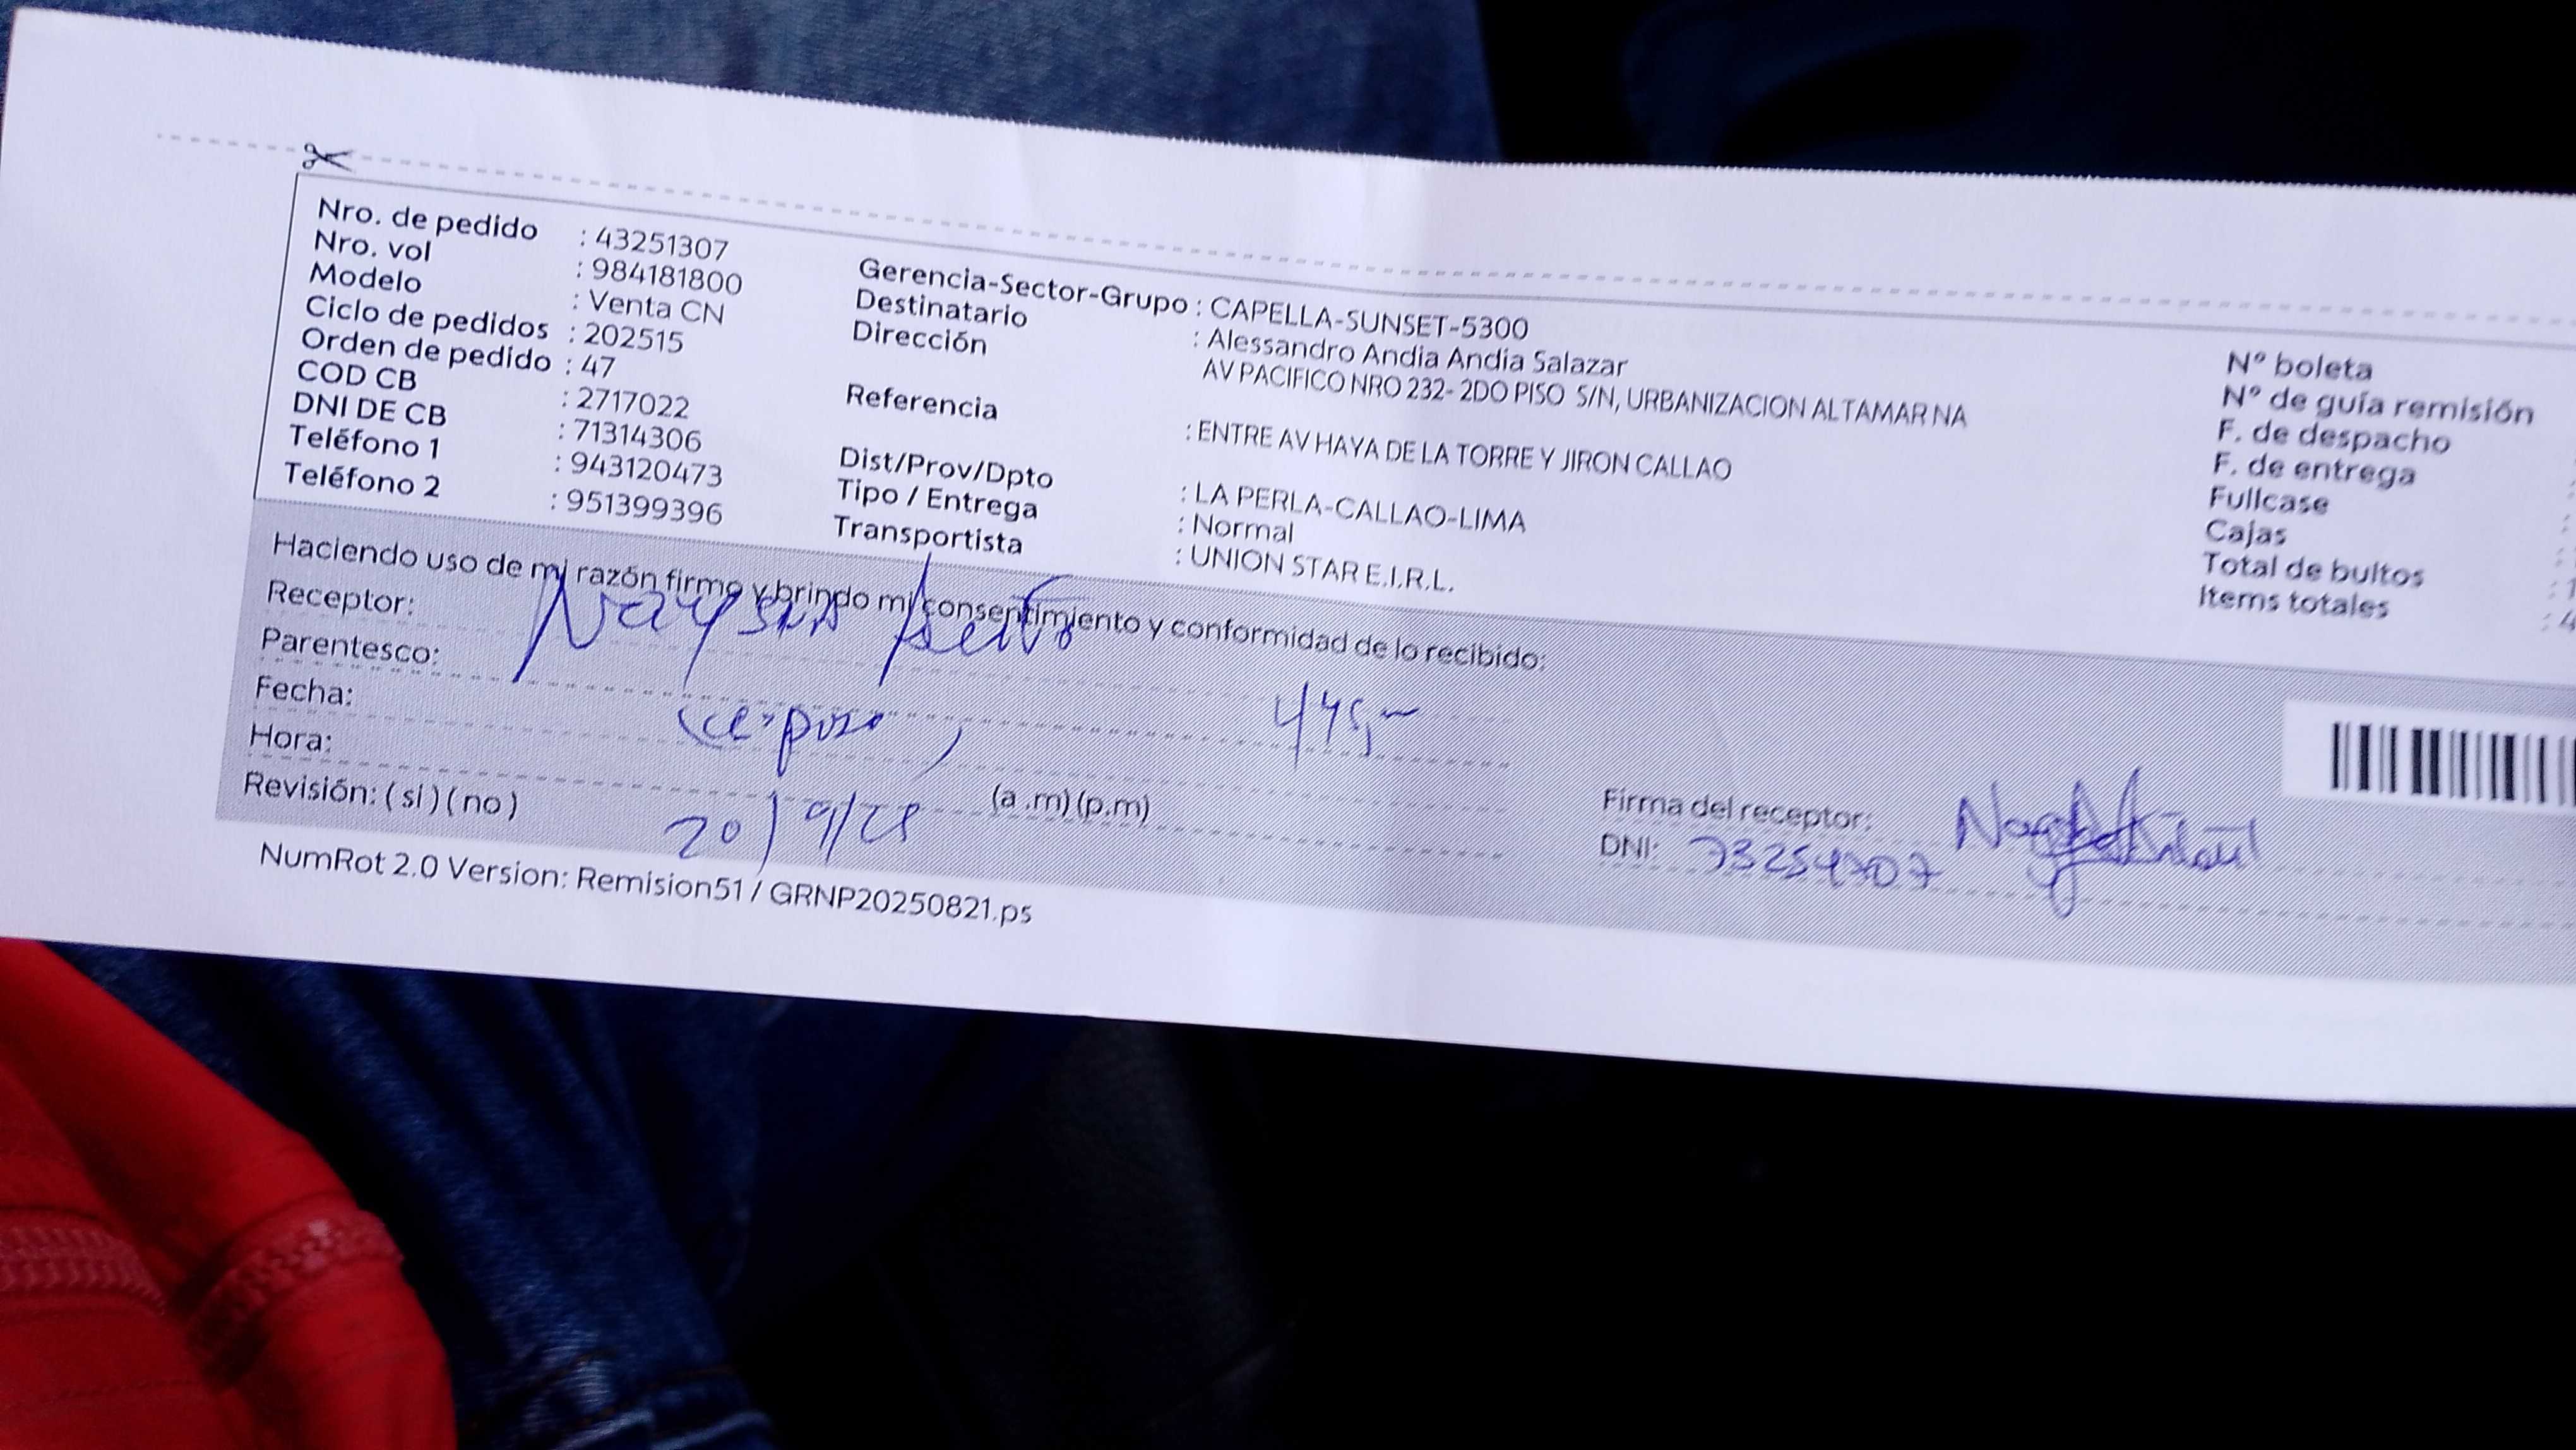 Nro. de pedido : 43251307
Nro. vol : 984181800
Modelo : Venta CN
Ciclo de pedidos : 202515
Orden de pedido : 47
COD CB : 2717022
DNI DE CB : 71314306
Teléfono 1 : 943120473
Teléfono 2 : 951399396
Gerencia-Sector-Grupo : CAPELLA-SUNSET-5300
Destinatario : Alessandro Andia Andia Salazar
Dirección AV PACIFICO NRO 232- 2DO PISO S/N, URBANIZACION ALTAMAR NA
Referencia : ENTRE AV HAYA DE LA TORRE Y JIRON CALLAO
Dist/Prov/Dpto : LA PERLA-CALLAO-LIMA
Tipo / Entrega : Normal
Transportista : UNION STAR E.I.R.L.
N° boleta
N° de guía remisión
F. de despacho
F. de entrega
Fullcase
Cajas
Total de bultos
Items totales
Haciendo uso de mi razón firmo y brindo mi consentimiento y conformidad de lo recibido:
Receptor:
Parentesco:
Fecha:
Hora: (a .m) (p.m)
Revisión: ( si ) ( no ) 20/9/25
Firma del receptor:
DNI: 73254707
NumRot 2.0 Version: Remision51 / GRNP20250821.ps